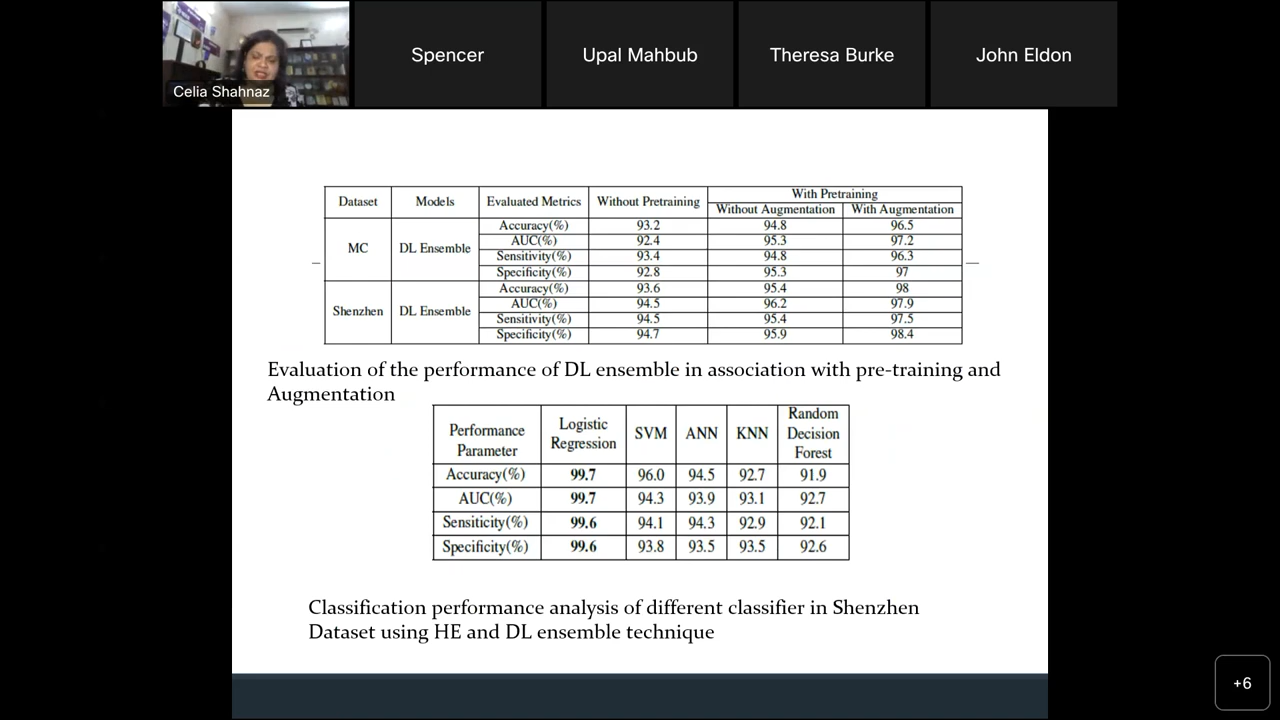 Celia Shahnaz
Spencer
Upal Mahbub
Theresa Burke
John Eldon
Dataset Models Evaluated Metrics Without Pretraining With Pretraining
Without Augmentation With Augmentation
MC DL Ensemble Accuracy(%) 93.2 94.8 96.5
AUC(%) 92.4 95.3 97.2
Sensitivity(%) 93.4 94.8 96.3
Specificity(%) 92.8 95.3 97
Shenzhen DL Ensemble Accuracy(%) 93.6 95.4 98
AUC(%) 94.5 96.2 97.9
Sensitivity(%) 94.5 95.4 97.5
Specificity(%) 94.7 95.9 98.4
Evaluation of the performance of DL ensemble in association with pre-training and
Augmentation
Performance Parameter Logistic Regression SVM ANN KNN Random Decision Forest
Accuracy(%) 99.7 96.0 94.5 92.7 91.9
AUC(%) 99.7 94.3 93.9 93.1 92.7
Sensiticity(%) 99.6 94.1 94.3 92.9 92.1
Specificity(%) 99.6 93.8 93.5 93.5 92.6
Classification performance analysis of different classifier in Shenzhen
Dataset using HE and DL ensemble technique
+6